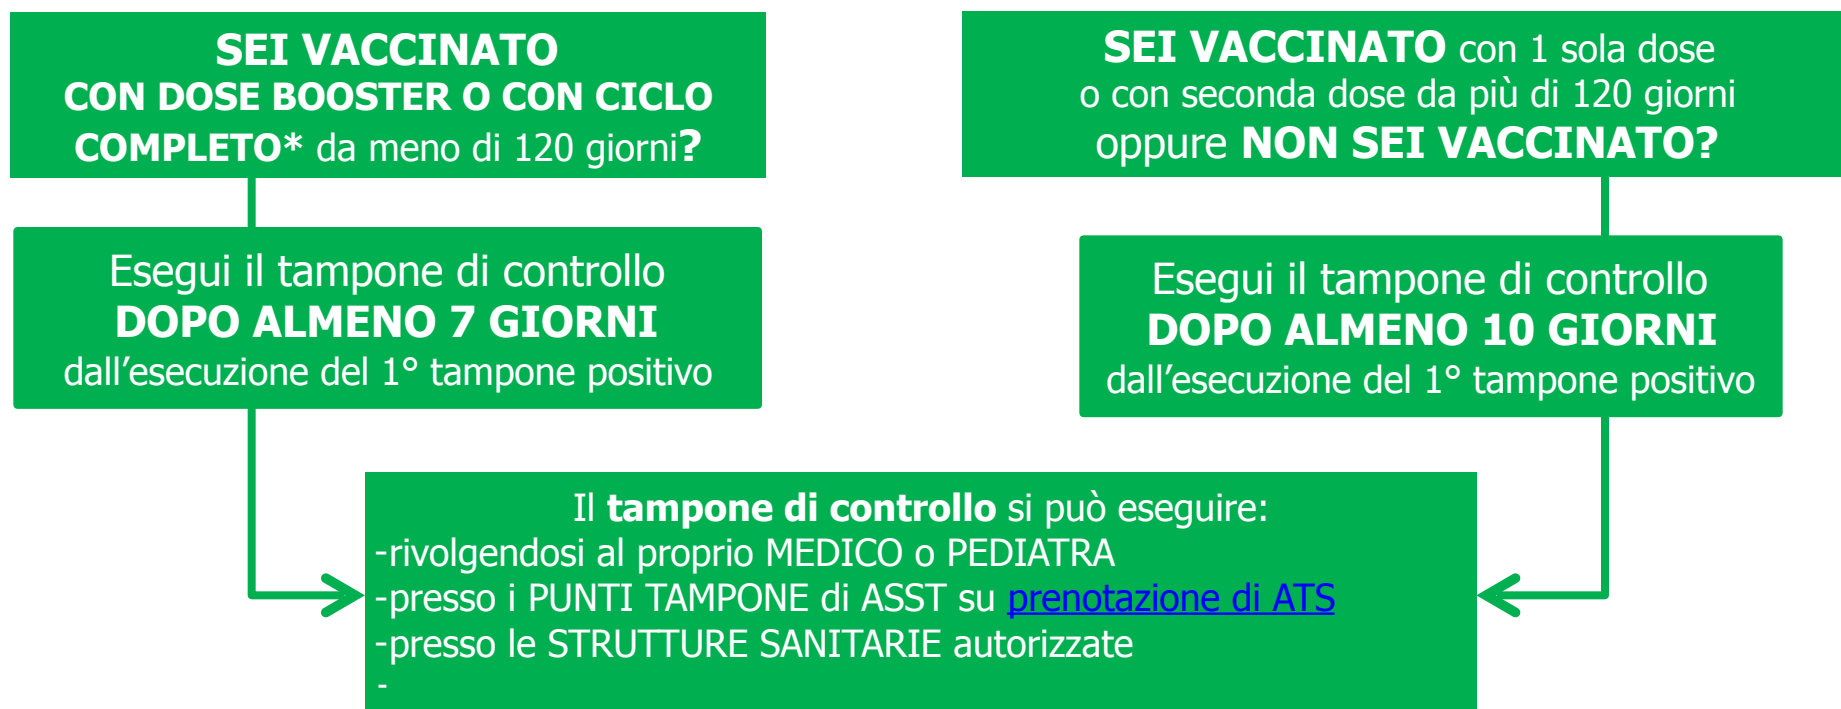 SEI VACCINATO
CON DOSE BOOSTER O CON CICLO
COMPLETO* da meno di 120 giorni?
SEI VACCINATO con 1 sola dose
o con seconda dose da più di 120 giorni
oppure NON SEI VACCINATO?
Esegui il tampone di controllo
DOPO ALMENO 7 GIORNI
dall’esecuzione del 1° tampone positivo
Esegui il tampone di controllo
DOPO ALMENO 10 GIORNI
dall’esecuzione del 1° tampone positivo
Il tampone di controllo si può eseguire:
-rivolgendosi al proprio MEDICO o PEDIATRA
-presso i PUNTI TAMPONE di ASST su prenotazione di ATS
-presso le STRUTTURE SANITARIE autorizzate
-